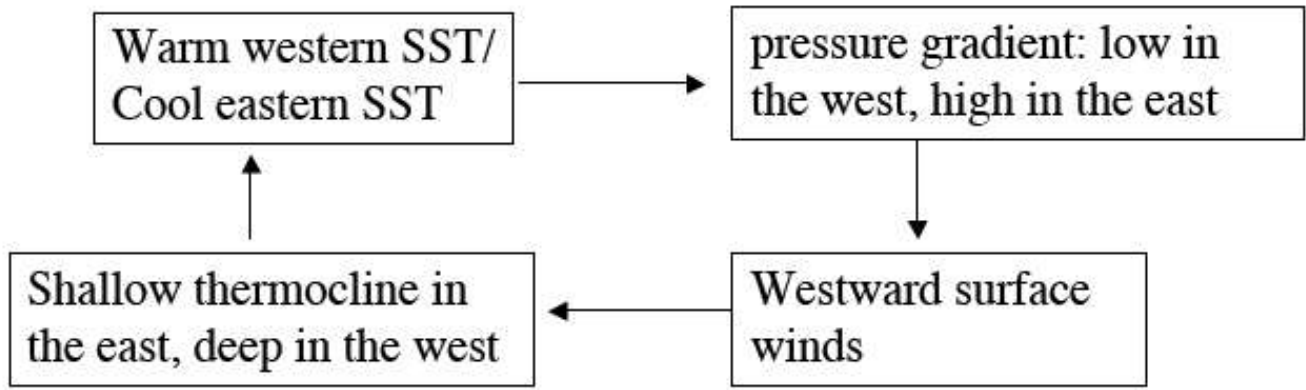 Warm western SST/
Cool eastern SST
pressure gradient: low in
the west, high in the east
Shallow thermocline in
the east, deep in the west
Westward surface
winds